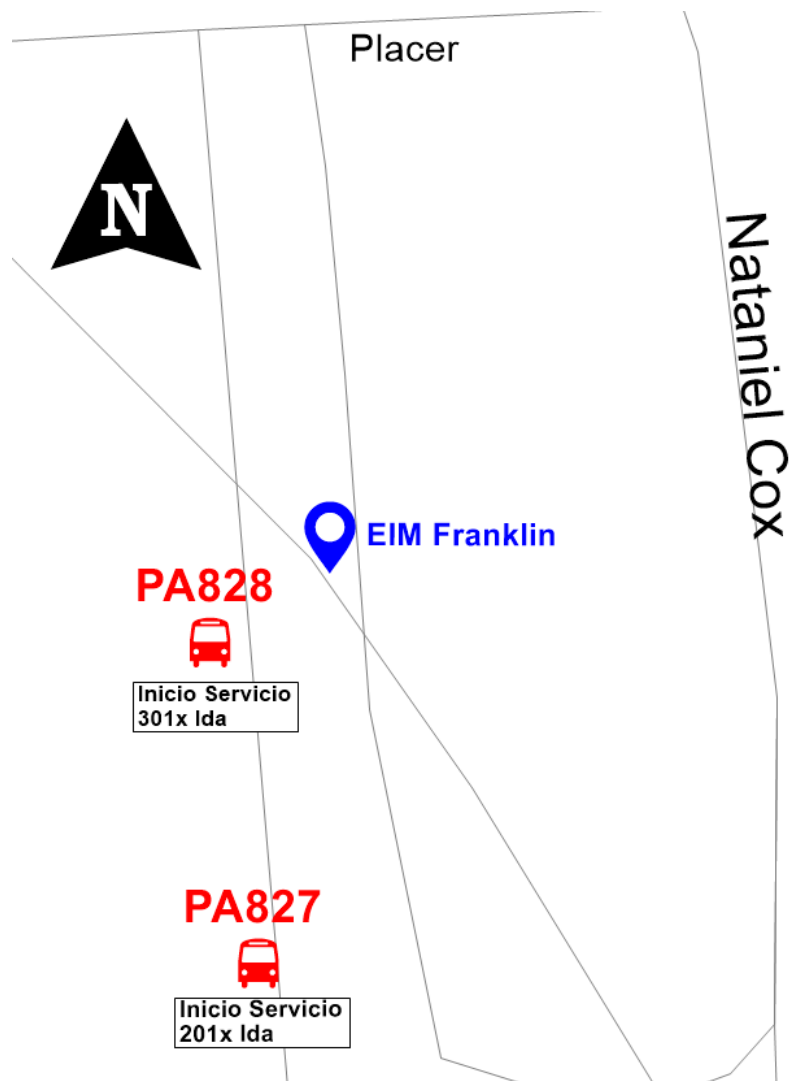 Placer
N
Nataniel Cox
EIM Franklin
PA828
Inicio Servicio
301x Ida
PA827
Inicio Servicio
201x Ida